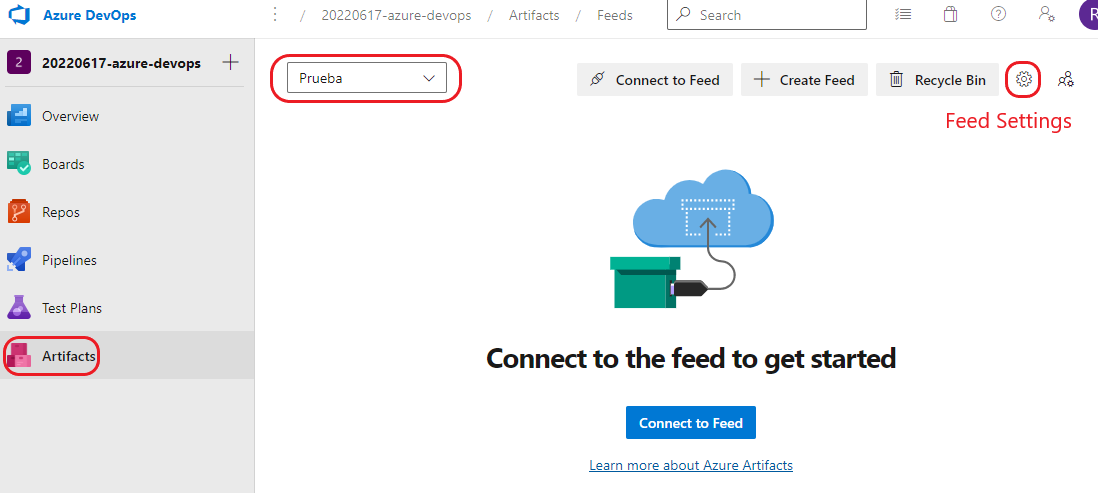 Azure DevOps / 20220617-azure-devops / Artifacts / Feeds Search R
2 20220617-azure-devops
Prueba
Connect to Feed Create Feed Recycle Bin
Feed Settings
Overview
Boards
Repos
Pipelines
Test Plans
Artifacts
Connect to the feed to get started
Connect to Feed
Learn more about Azure Artifacts